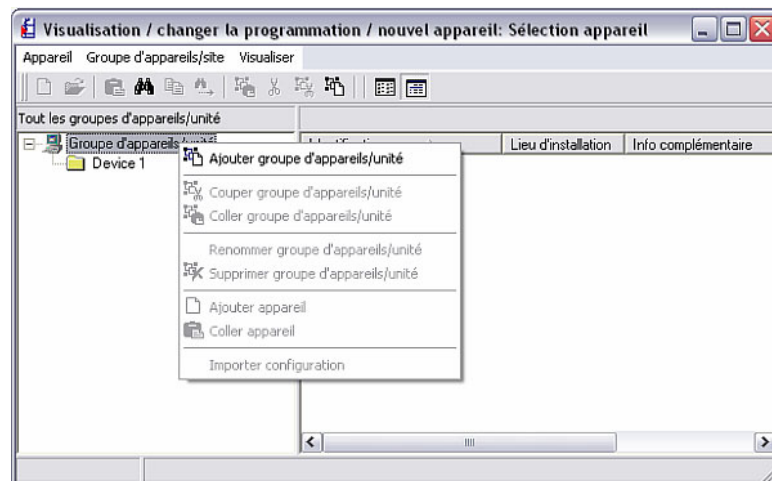 Visualisation / changer la programmation / nouvel appareil: Sélection appareil
Appareil Groupe d'appareils/site Visualiser
Tout les groupes d'appareils/unité
Groupe d'appareils/unité
Lieu d'installation Info complémentaire
Device 1
Ajouter groupe d'appareils/unité
Couper groupe d'appareils/unité
Coller groupe d'appareils/unité
Renommer groupe d'appareils/unité
Supprimer groupe d'appareils/unité
Ajouter appareil
Coller appareil
Importer configuration